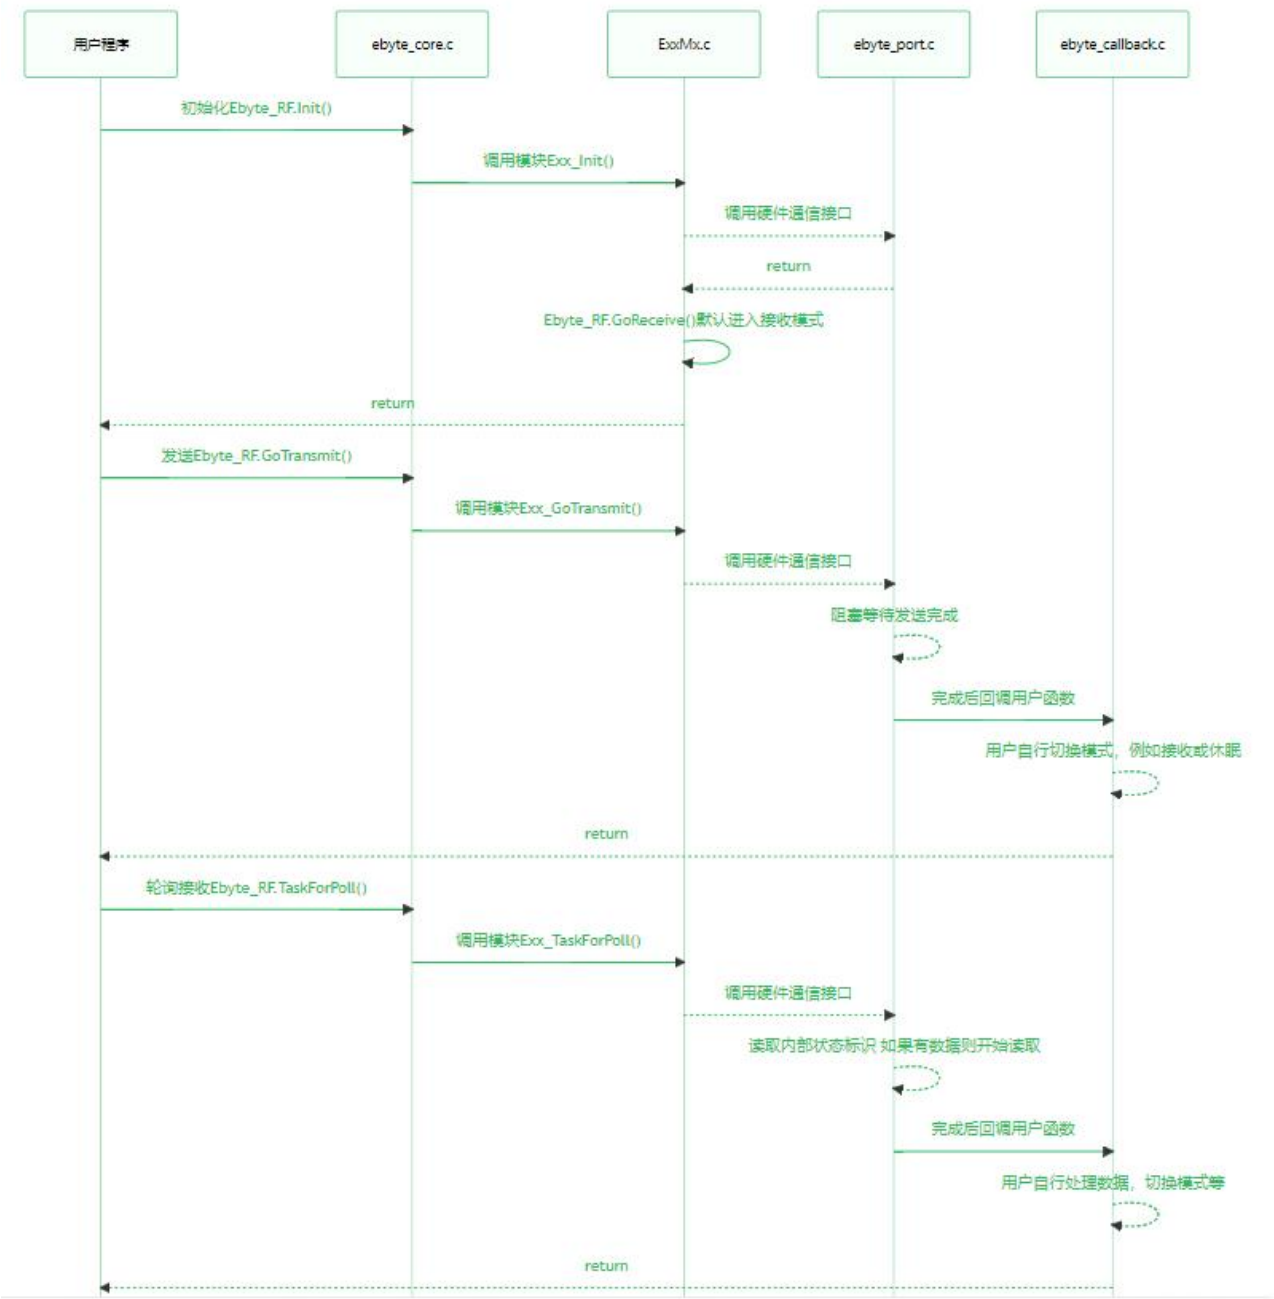 用户程序
ebyte_core.c
ExxMx.c
ebyte_port.c
ebyte_callback.c
初始化Ebyte_RF.Init()
调用模块Exx_Init()
调用硬件通信接口
return
Ebyte_RF.GoReceive()默认进入接收模式
return
发送Ebyte_RF.GoTransmit()
调用模块Exx_GoTransmit()
调用硬件通信接口
阻塞等待发送完成
完成后回调用户函数
用户自行切换模式，例如接收或休眠
return
轮询接收Ebyte_RF.TaskForPoll()
调用模块Exx_TaskForPoll()
调用硬件通信接口
读取内部状态标识 如果有数据则开始读取
完成后回调用户函数
用户自行处理数据，切换模式等
return